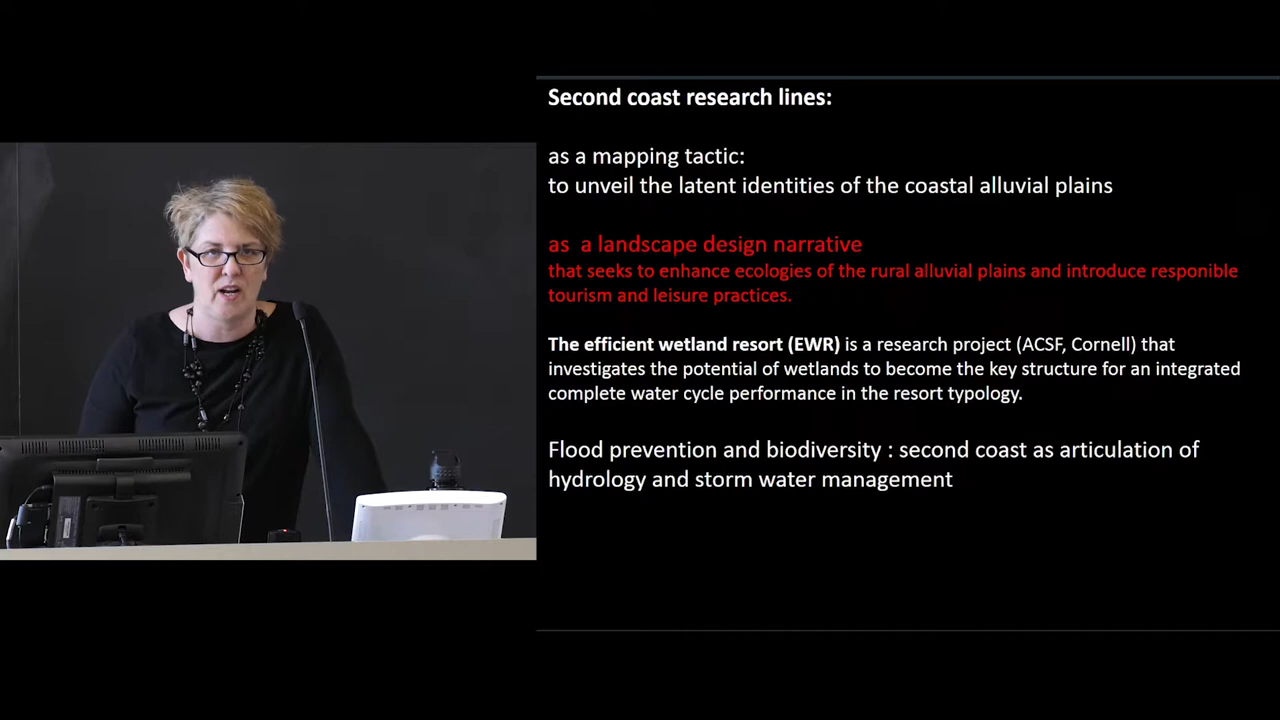 Second coast research lines:
as a mapping tactic:
to unveil the latent identities of the coastal alluvial plains
as a landscape design narrative
that seeks to enhance ecologies of the rural alluvial plains and introduce responible
tourism and leisure practices.
The efficient wetland resort (EWR) is a research project (ACSF, Cornell) that
investigates the potential of wetlands to become the key structure for an integrated
complete water cycle performance in the resort typology.
Flood prevention and biodiversity : second coast as articulation of
hydrology and storm water management